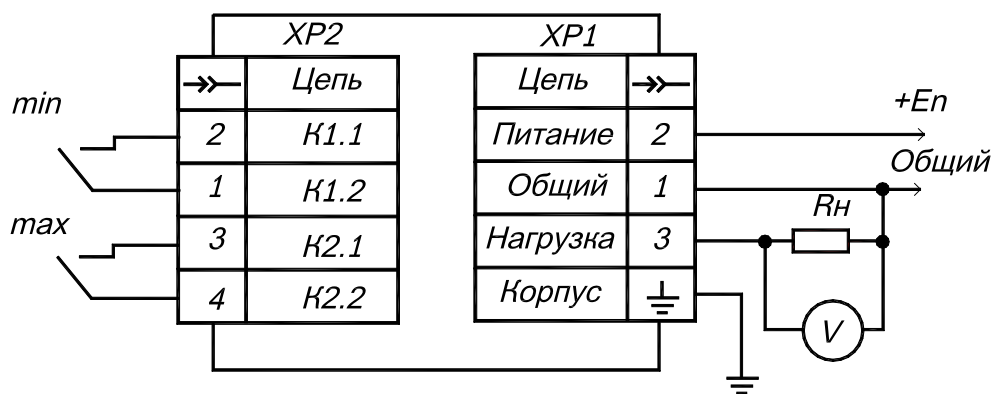 XP2
XP1
Цепь
Цепь
min
2
К1.1
Питание
2
+Еп
1
К1.2
Общий
1
Общий
max
3
К2.1
Нагрузка
3
Rн
4
К2.2
Корпус
V